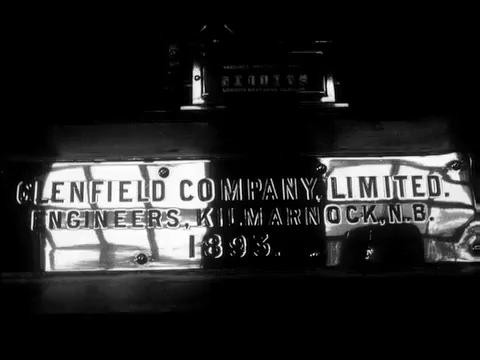 GLENFIELD COMPANY, LIMITED.
ENGINEERS, KILMARNOCK, N.B.
1893.